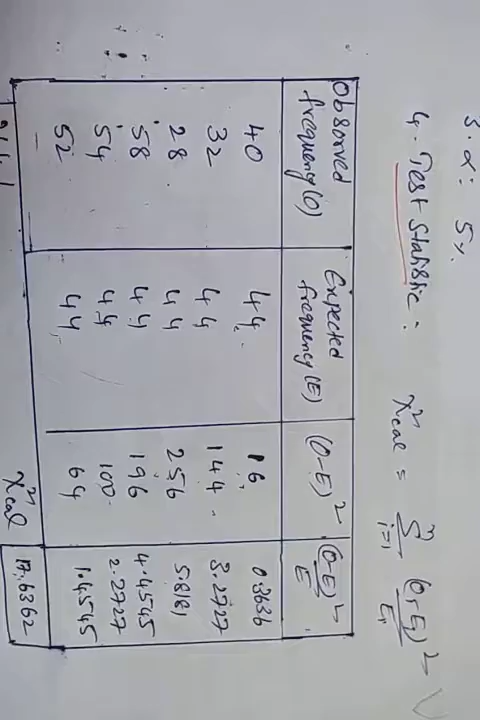 3. α: 5%.
4. Test Statistic: χ²cal = Σ (Oi-Ei)²/Ei
n
i=1
Observed frequency (O) Expected frequency (E) (O-E)² (O-E)²/E
40 44 16 0.3636
32 44 144 3.2727
28 44 256 5.8181
58 44 196 4.4545
54 44 100 2.2727
52 44 64 1.4545
χ²cal 17.6362